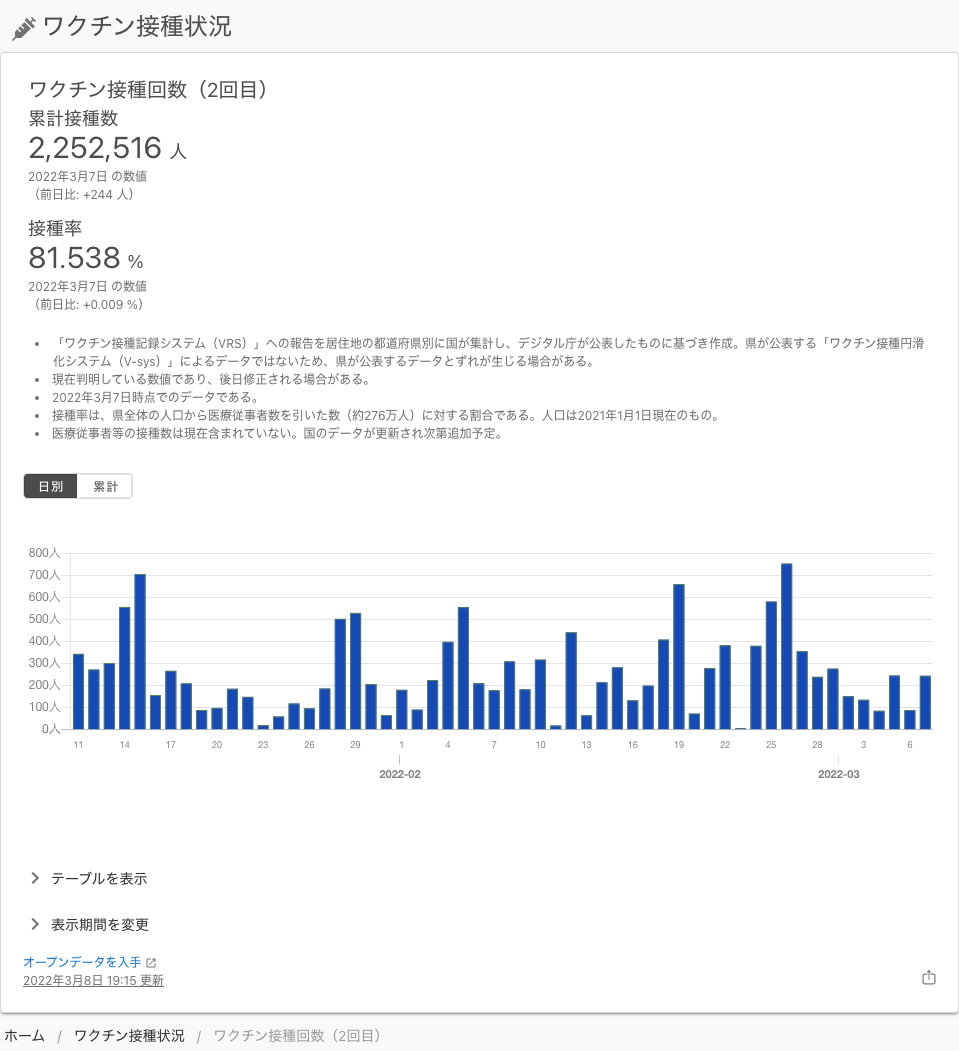 ワクチン接種状況
ワクチン接種回数（2回目）
累計接種数
2,252,516 人
2022年3月7日 の数値
（前日比: +244 人）
接種率
81.538 %
2022年3月7日 の数値
（前日比: +0.009 %）
• 「ワクチン接種記録システム（VRS）」への報告を居住地の都道府県別に国が集計し、デジタル庁が公表したものに基づき作成。県が公表する「ワクチン接種円滑
化システム（V-sys）」によるデータではないため、県が公表するデータとずれが生じる場合がある。
• 現在判明している数値であり、後日修正される場合がある。
• 2022年3月7日時点でのデータである。
• 接種率は、県全体の人口から医療従事者数を引いた数（約276万人）に対する割合である。人口は2021年1月1日現在のもの。
• 医療従事者等の接種数は現在含まれていない。国のデータが更新され次第追加予定。
日別 累計
800人
700人
600人
500人
400人
300人
200人
100人
0人
11 14 17 20 23 26 29 1 4 7 10 13 16 19 22 25 28 3 6
2022-02 2022-03
テーブルを表示
表示期間を変更
オープンデータを入手
2022年3月8日 19:15 更新
ホーム / ワクチン接種状況 / ワクチン接種回数（2回目）